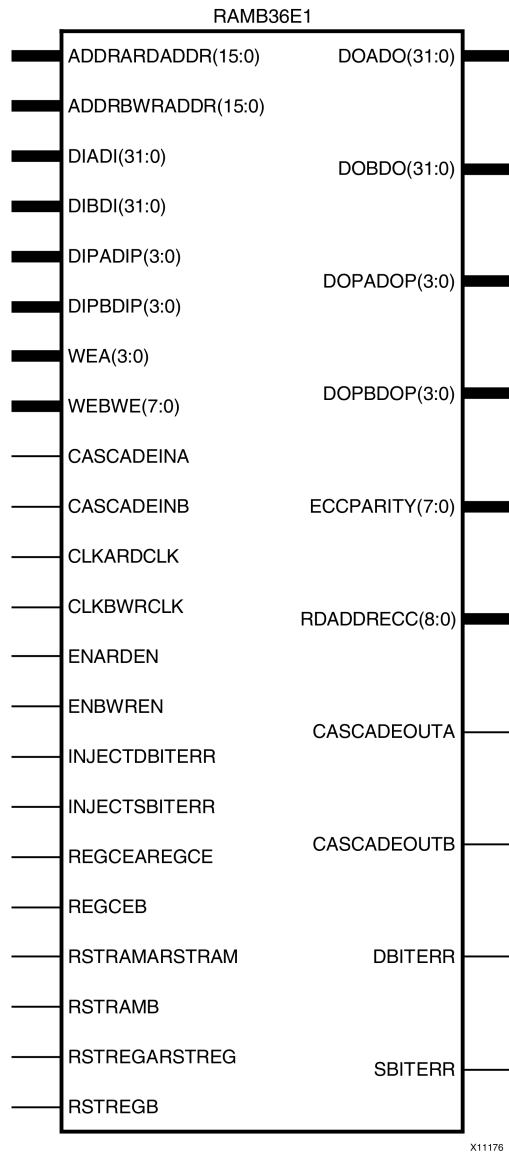 RAMB36E1
ADDRARDADDR(15:0)
DOADO(31:0)
ADDRBWRADDR(15:0)
DIADI(31:0)
DOBDO(31:0)
DIBDI(31:0)
DIPADIP(3:0)
DOPADOP(3:0)
DIPBDIP(3:0)
WEA(3:0)
DOPBDOP(3:0)
WEBWE(7:0)
CASCADEINA
CASCADEINB
ECCPARITY(7:0)
CLKARDCLK
CLKBWRCLK
RDADDRECC(8:0)
ENARDEN
ENBWREN
CASCADEOUTA
INJECTDBITERR
INJECTSBITERR
CASCADEOUTB
REGCEAREGCE
REGCEB
RSTRAMARSTRAM
DBITERR
RSTRAMB
RSTREGARSTREG
SBITERR
RSTREGB
X11176